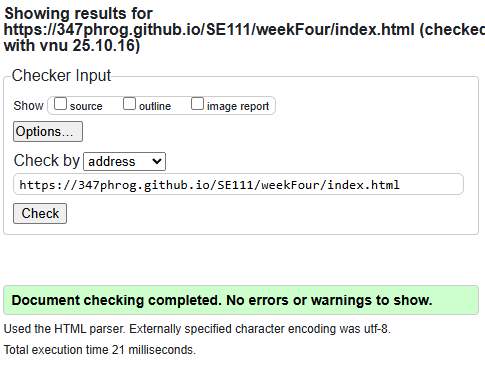 Showing results for
https://347phrog.github.io/SE111/weekFour/index.html (checked
with vnu 25.10.16)
Checker Input
Show source outline image report
Options...
Check by address
https://347phrog.github.io/SE111/weekFour/index.html
Check
Document checking completed. No errors or warnings to show.
Used the HTML parser. Externally specified character encoding was utf-8.
Total execution time 21 milliseconds.